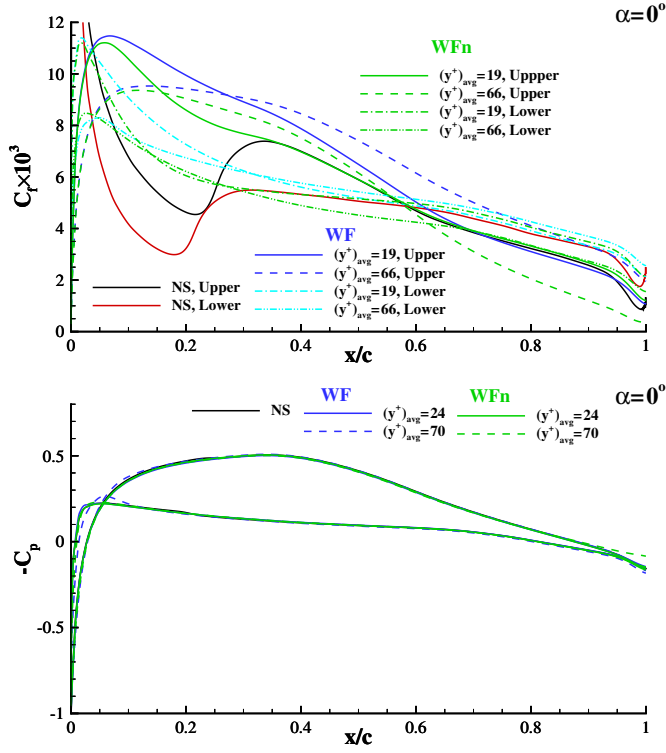 α=0°
12
10
8
6
4
2
0
C_f×10³
WFn
(y⁺)avg=19, Uppper
(y⁺)avg=66, Upper
(y⁺)avg=19, Lower
(y⁺)avg=66, Lower
WF
(y⁺)avg=19, Upper
(y⁺)avg=66, Upper
(y⁺)avg=19, Lower
(y⁺)avg=66, Lower
NS, Upper
NS, Lower
0 0.2 0.4 0.6 0.8 1
x/c
α=0°
NS
WF
(y⁺)avg=24
(y⁺)avg=70
WFn
(y⁺)avg=24
(y⁺)avg=70
0.5
0
-0.5
-1
-C_p
0 0.2 0.4 0.6 0.8 1
x/c